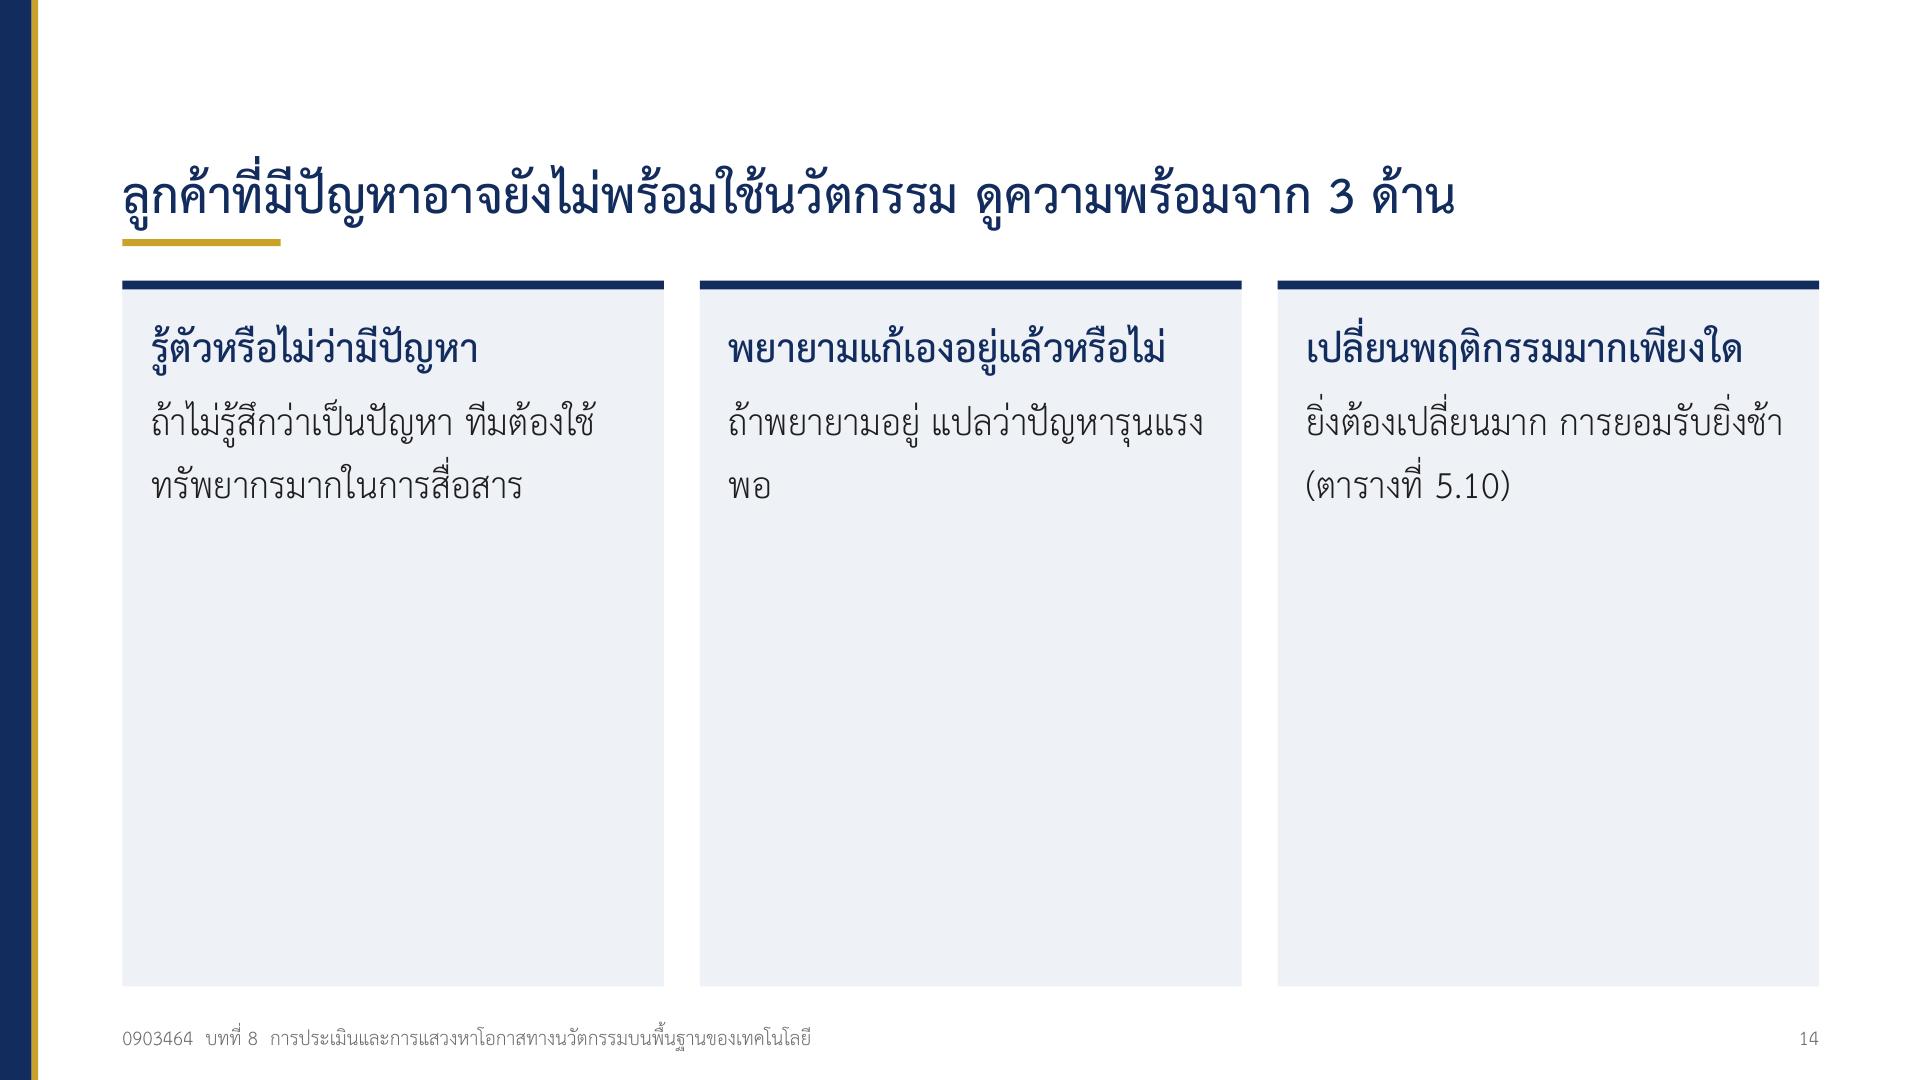 ลูกค้าที่มีปัญหาอาจยังไม่พร้อมใช้นวัตกรรม ดูความพร้อมจาก 3 ด้าน
รู้ตัวหรือไม่ว่ามีปัญหา
ถ้าไม่รู้สึกว่าเป็นปัญหา ทีมต้องใช้
ทรัพยากรมากในการสื่อสาร
พยายามแก้เองอยู่แล้วหรือไม่
ถ้าพยายามอยู่ แปลว่าปัญหารุนแรง
พอ
เปลี่ยนพฤติกรรมมากเพียงใด
ยิ่งต้องเปลี่ยนมาก การยอมรับยิ่งช้า
(ตารางที่ 5.10)
0903464 บทที่ 8 การประเมินและการแสวงหาโอกาสทางนวัตกรรมบนพื้นฐานของเทคโนโลยี
14